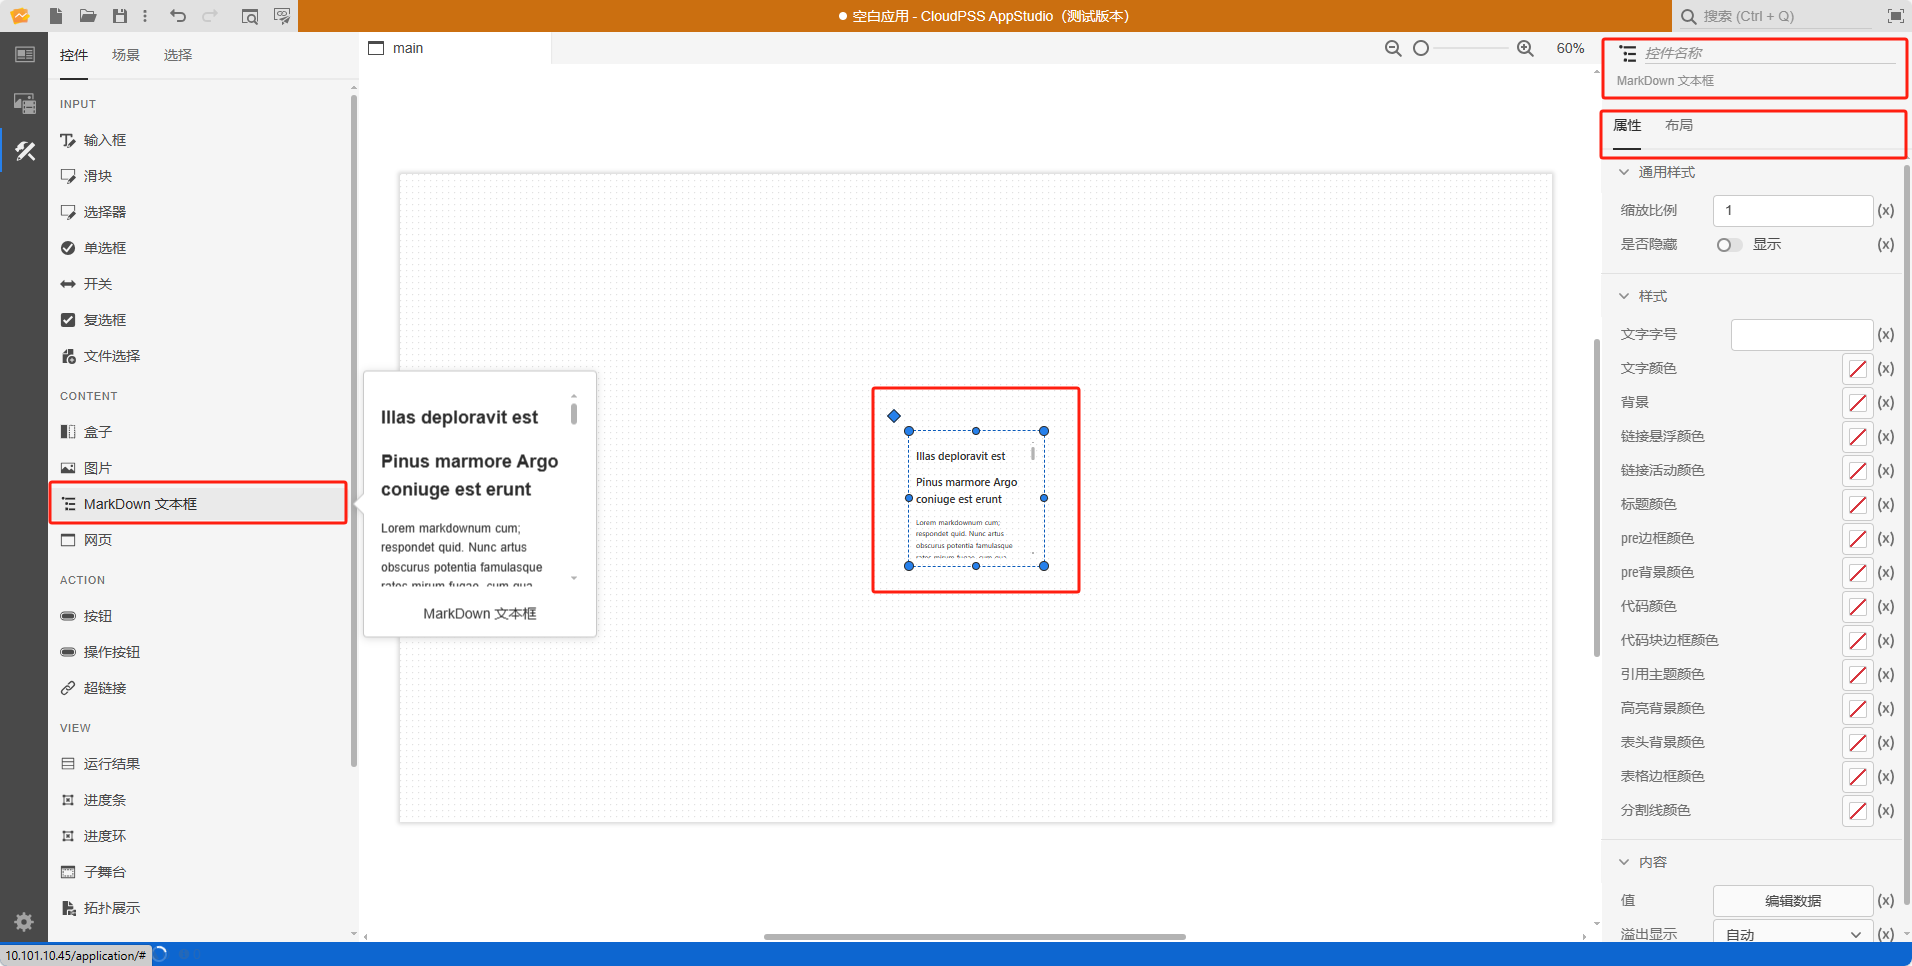 空白应用 - CloudPSS AppStudio（测试版本）
搜索 (Ctrl + Q)
控件 场景 选择
INPUT
输入框
滑块
选择器
单选框
开关
复选框
文件选择
CONTENT
盒子
图片
MarkDown 文本框
网页
ACTION
按钮
操作按钮
超链接
VIEW
运行结果
进度条
进度环
子舞台
拓扑展示
10.101.10.45/application/#
main
60%
Illas deploravit est
Pinus marmore Argo
coniuge est erunt
Lorem markdownum cum;
respondet quid. Nunc artus
obscurus potentia famulasque
rates mirum fugae, cum qua
MarkDown 文本框
Illas deploravit est
Pinus marmore Argo
coniuge est erunt
Lorem markdownum cum;
respondet quid. Nunc artus
obscurus potentia famulasque
rates mirum fugae, cum qua
控件名称
MarkDown 文本框
属性 布局
通用样式
缩放比例 1 (x)
是否隐藏 显示 (x)
样式
文字字号 (x)
文字颜色 (x)
背景 (x)
链接悬浮颜色 (x)
链接活动颜色 (x)
标题颜色 (x)
pre边框颜色 (x)
pre背景颜色 (x)
代码颜色 (x)
代码块边框颜色 (x)
引用主题颜色 (x)
高亮背景颜色 (x)
表头背景颜色 (x)
表格边框颜色 (x)
分割线颜色 (x)
内容
值 编辑数据 (x)
溢出显示 自动 (x)